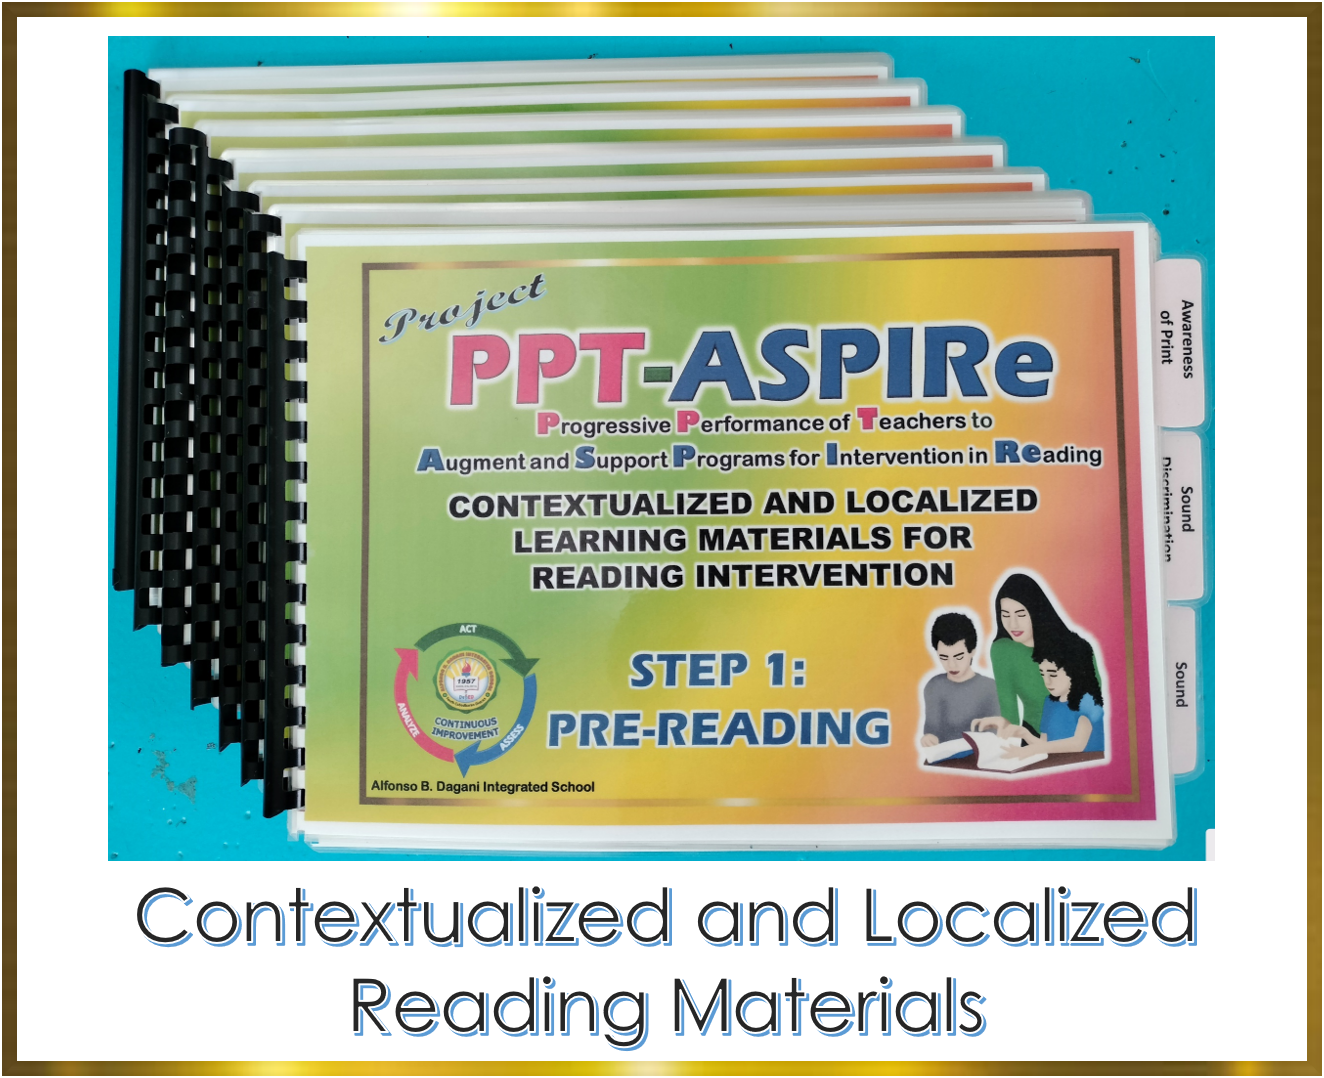 Project
PPT-ASPIRe
Progressive Performance of Teachers to
Augment and Support Programs for Intervention in Reading
CONTEXTUALIZED AND LOCALIZED
LEARNING MATERIALS FOR
READING INTERVENTION
STEP 1:
PRE-READING
ACT
ASSESS
ANALYZE
1957
CONTINUOUS
IMPROVEMENT
Alfonso B. Dagani Integrated School
Awareness
of Print
Sound
Discrimination
Sound
Contextualized and Localized
Reading Materials